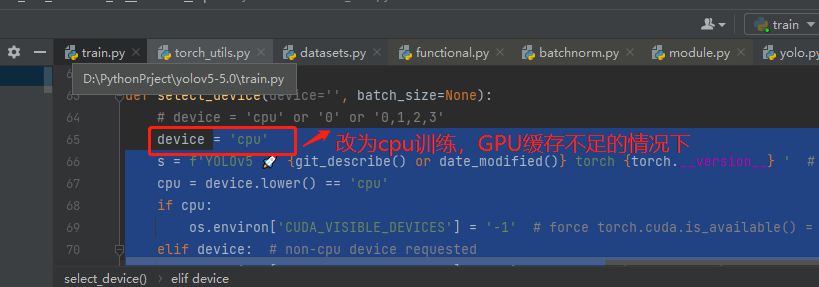 train
train.py torch_utils.py datasets.py functional.py batchnorm.py module.py yolo.py
D:\PythonPrject\yolov5-5.0\train.py
63 def select_device(device='', batch_size=None):
64 # device = 'cpu' or '0' or '0,1,2,3'
65 device = 'cpu' 改为cpu训练，GPU缓存不足的情况下
66 s = f'YOLOv5 🚀 {git_describe() or date_modified()} torch {torch.__version__} ' #
67 cpu = device.lower() == 'cpu'
68 if cpu:
69 os.environ['CUDA_VISIBLE_DEVICES'] = '-1' # force torch.cuda.is_available() =
70 elif device: # non-cpu device requested
select_device() elif device